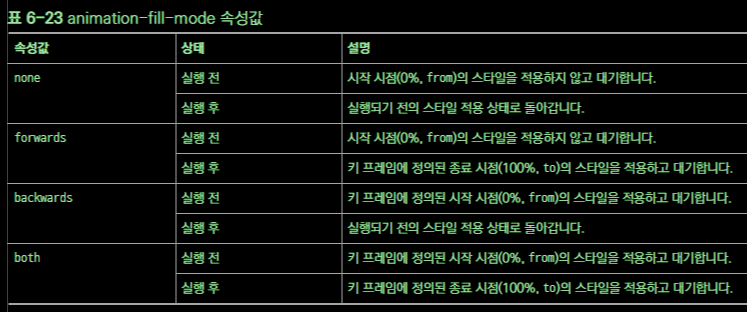 표 6-23 animation-fill-mode 속성값
속성값 상태 설명
none 실행 전 시작 시점(0%, from)의 스타일을 적용하지 않고 대기합니다.
실행 후 실행되기 전의 스타일 적용 상태로 돌아갑니다.
forwards 실행 전 시작 시점(0%, from)의 스타일을 적용하지 않고 대기합니다.
실행 후 키 프레임에 정의된 종료 시점(100%, to)의 스타일을 적용하고 대기합니다.
backwards 실행 전 키 프레임에 정의된 시작 시점(0%, from)의 스타일을 적용하고 대기합니다.
실행 후 실행되기 전의 스타일 적용 상태로 돌아갑니다.
both 실행 전 키 프레임에 정의된 시작 시점(0%, from)의 스타일을 적용하고 대기합니다.
실행 후 키 프레임에 정의된 종료 시점(100%, to)의 스타일을 적용하고 대기합니다.